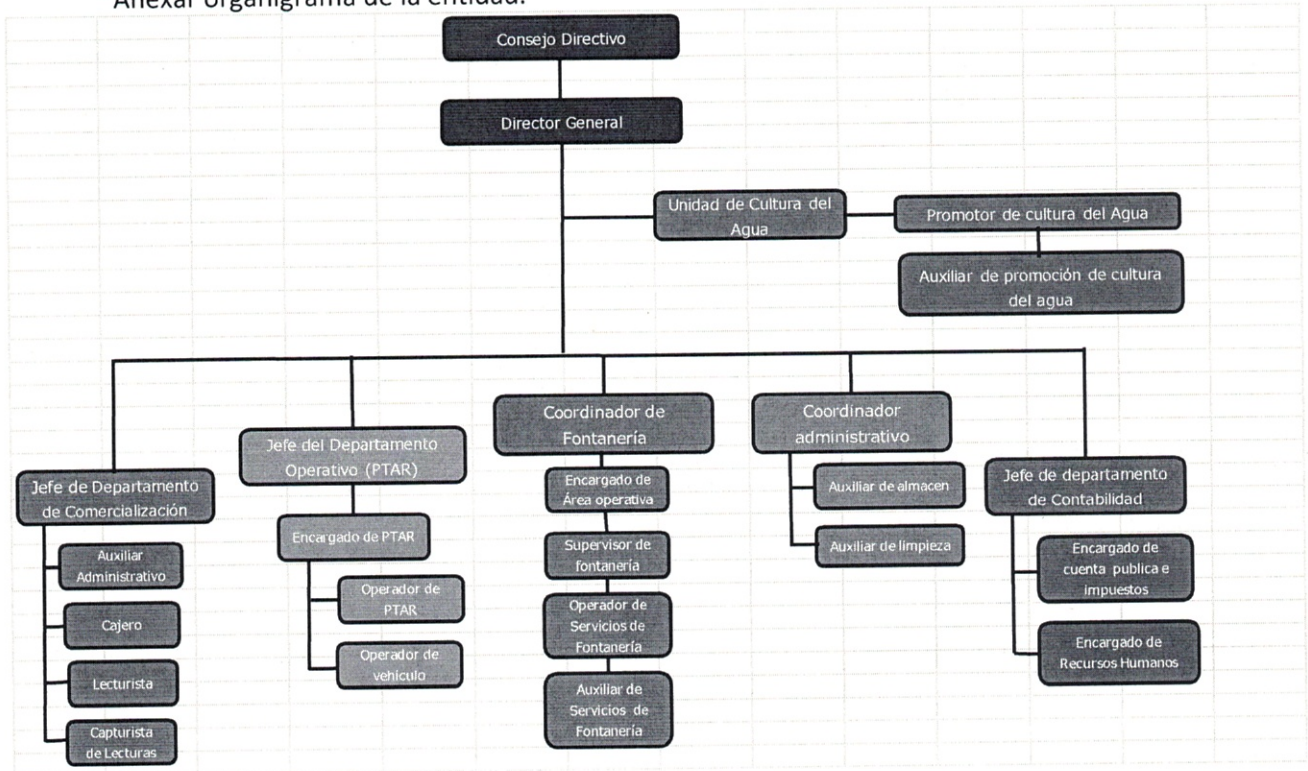 Anexar organigrama de la entidad.
Consejo Directivo
Director General
Unidad de Cultura del
Agua
Promotor de cultura del Agua
Auxiliar de promoción de cultura
del agua
Jefe de Departamento
de Comercialización
Auxiliar
Administrativo
Cajero
Lecturista
Capturista
de Lecturas
Jefe del Departamento
Operativo (PTAR)
Encargado de PTAR
Operador de
PTAR
Operador de
vehiculo
Coordinador de
Fontanería
Encargado de
Área operativa
Supervisor de
fontanería
Operador de
Servicios de
Fontanería
Auxiliar de
Servicios de
Fontanería
Coordinador
administrativo
Auxiliar de almacen
Auxiliar de limpieza
Jefe de departamento
de Contabilidad
Encargado de
cuenta publica e
impuestos
Encargado de
Recursos Humanos